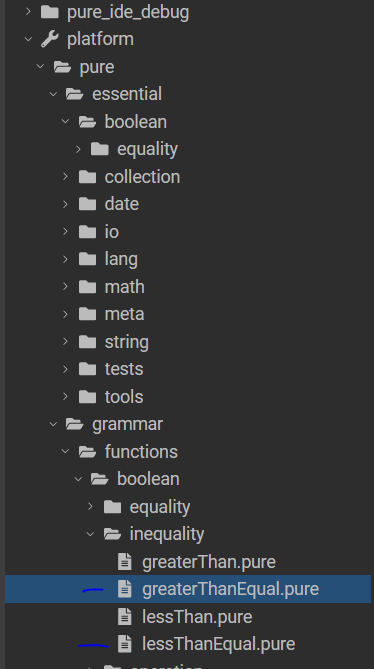 pure_ide_debug
platform
pure
essential
boolean
equality
collection
date
io
lang
math
meta
string
tests
tools
grammar
functions
boolean
equality
inequality
greaterThan.pure
greaterThanEqual.pure
lessThan.pure
lessThanEqual.pure